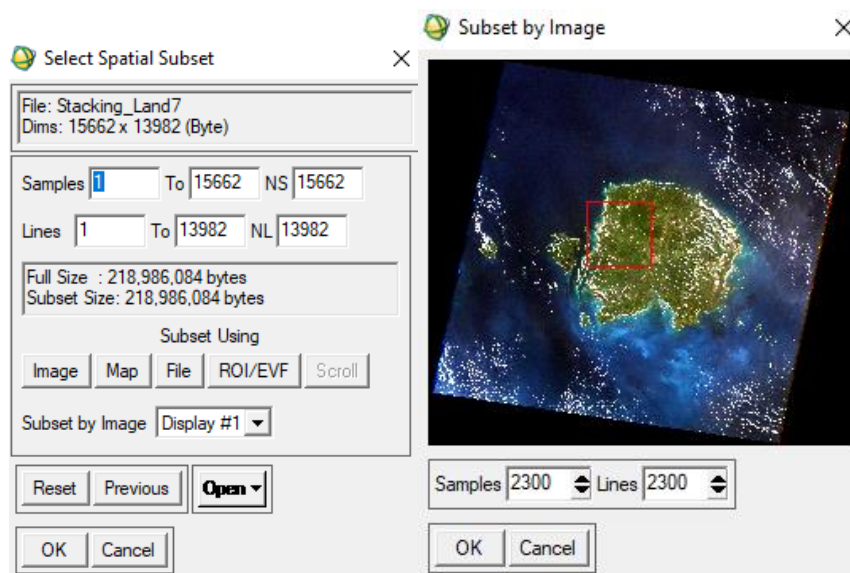 Select Spatial Subset
File: Stacking_Land7
Dims: 15662 x 13982 (Byte)
Samples 1 To 15662 NS 15662
Lines 1 To 13982 NL 13982
Full Size : 218,986,084 bytes
Subset Size: 218,986,084 bytes
Subset Using
Image Map File ROI/EVF Scroll
Subset by Image Display #1
Reset Previous Open
OK Cancel
Subset by Image
Samples 2300 Lines 2300
OK Cancel